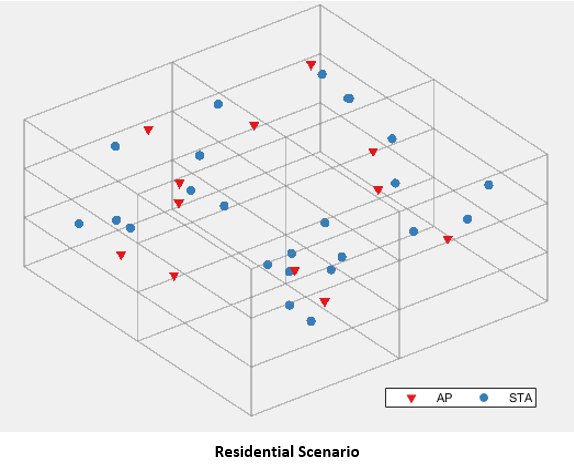 AP STA
Residential Scenario